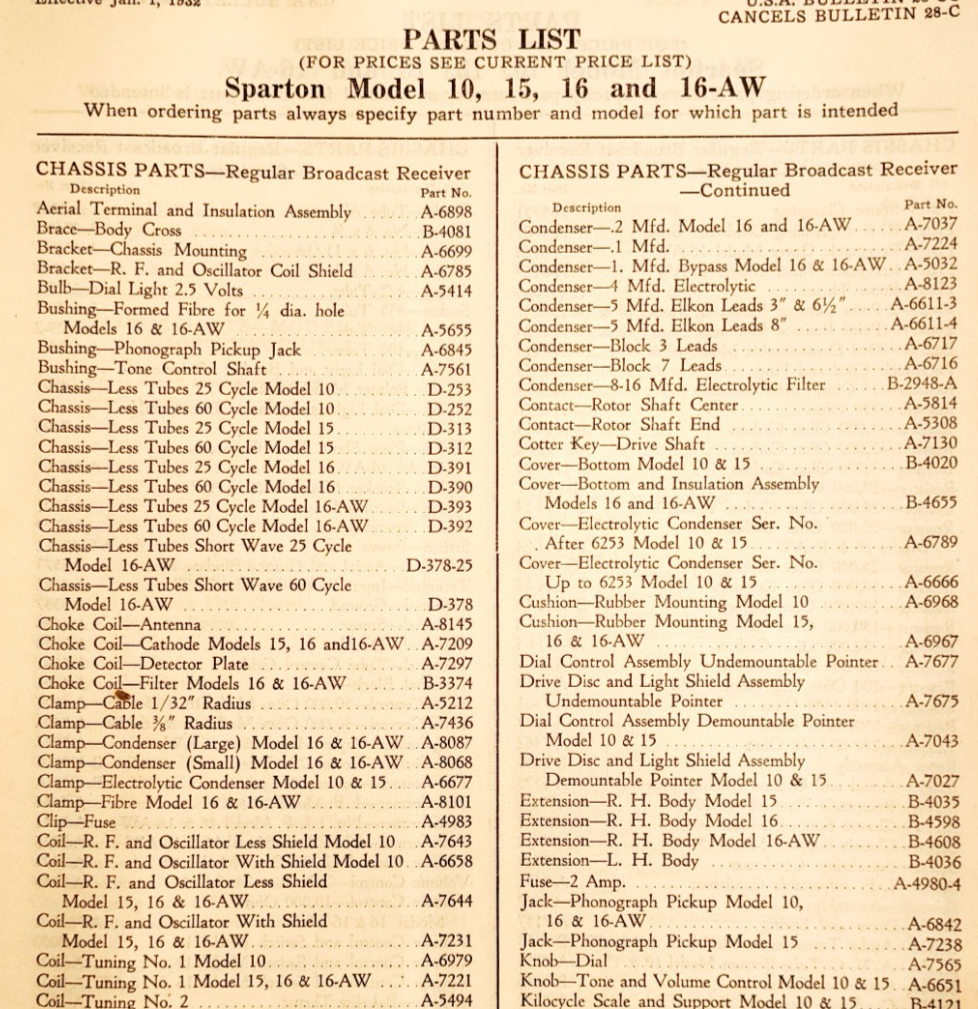 Effective Jan. 1, 1932
U.S.A. BULLETIN
CANCELS BULLETIN 28-C
PARTS LIST
(FOR PRICES SEE CURRENT PRICE LIST)
Sparton Model 10, 15, 16 and 16-AW
When ordering parts always specify part number and model for which part is intended
CHASSIS PARTS—Regular Broadcast Receiver
Description Part No.
Aerial Terminal and Insulation Assembly ...... A-6898
Brace—Body Cross ...... B-4081
Bracket—Chassis Mounting ...... A-6699
Bracket—R. F. and Oscillator Coil Shield ...... A-6785
Bulb—Dial Light 2.5 Volts ...... A-5414
Bushing—Formed Fibre for ¼ dia. hole
Models 16 & 16-AW ...... A-5655
Bushing—Phonograph Pickup Jack ...... A-6845
Bushing—Tone Control Shaft ...... A-7561
Chassis—Less Tubes 25 Cycle Model 10 ...... D-253
Chassis—Less Tubes 60 Cycle Model 10 ...... D-252
Chassis—Less Tubes 25 Cycle Model 15 ...... D-313
Chassis—Less Tubes 60 Cycle Model 15 ...... D-312
Chassis—Less Tubes 25 Cycle Model 16 ...... D-391
Chassis—Less Tubes 60 Cycle Model 16 ...... D-390
Chassis—Less Tubes 25 Cycle Model 16-AW ...... D-393
Chassis—Less Tubes 60 Cycle Model 16-AW ...... D-392
Chassis—Less Tubes Short Wave 25 Cycle
Model 16-AW ...... D-378-25
Chassis—Less Tubes Short Wave 60 Cycle
Model 16-AW ...... D-378
Choke Coil—Antenna ...... A-8145
Choke Coil—Cathode Models 15, 16 and16-AW .. A-7209
Choke Coil—Detector Plate ...... A-7297
Choke Coil—Filter Models 16 & 16-AW ...... B-3374
Clamp—Cable 1/32" Radius ...... A-5212
Clamp—Cable ⅜" Radius ...... A-7436
Clamp—Condenser (Large) Model 16 & 16-AW .. A-8087
Clamp—Condenser (Small) Model 16 & 16-AW .. A-8068
Clamp—Electrolytic Condenser Model 10 & 15 .... A-6677
Clamp—Fibre Model 16 & 16-AW ...... A-8101
Clip—Fuse ...... A-4983
Coil—R. F. and Oscillator Less Shield Model 10 .. A-7643
Coil—R. F. and Oscillator With Shield Model 10 .. A-6658
Coil—R. F. and Oscillator Less Shield
Model 15, 16 & 16-AW ...... A-7644
Coil—R. F. and Oscillator With Shield
Model 15, 16 & 16-AW ...... A-7231
Coil—Tuning No. 1 Model 10 ...... A-6979
Coil—Tuning No. 1 Model 15, 16 & 16-AW .... A-7221
Coil—Tuning No. 2 ...... A-5494
CHASSIS PARTS—Regular Broadcast Receiver
—Continued
Description Part No.
Condenser—.2 Mfd. Model 16 and 16-AW ...... A-7037
Condenser—.1 Mfd. ...... A-7224
Condenser—1. Mfd. Bypass Model 16 & 16-AW .. A-5032
Condenser—4 Mfd. Electrolytic ...... A-8123
Condenser—5 Mfd. Elkon Leads 3" & 6½" ..... A-6611-3
Condenser—5 Mfd. Elkon Leads 8" ...... A-6611-4
Condenser—Block 3 Leads ...... A-6717
Condenser—Block 7 Leads ...... A-6716
Condenser—8-16 Mfd. Electrolytic Filter ...... B-2948-A
Contact—Rotor Shaft Center ...... A-5814
Contact—Rotor Shaft End ...... A-5308
Cotter Key—Drive Shaft ...... A-7130
Cover—Bottom Model 10 & 15 ...... B-4020
Cover—Bottom and Insulation Assembly
Models 16 and 16-AW ...... B-4655
Cover—Electrolytic Condenser Ser. No.
After 6253 Model 10 & 15 ...... A-6789
Cover—Electrolytic Condenser Ser. No.
Up to 6253 Model 10 & 15 ...... A-6666
Cushion—Rubber Mounting Model 10 ...... A-6968
Cushion—Rubber Mounting Model 15,
16 & 16-AW ...... A-6967
Dial Control Assembly Undemountable Pointer .. A-7677
Drive Disc and Light Shield Assembly
Undemountable Pointer ...... A-7675
Dial Control Assembly Demountable Pointer
Model 10 & 15 ...... A-7043
Drive Disc and Light Shield Assembly
Demountable Pointer Model 10 & 15 ...... A-7027
Extension—R. H. Body Model 15 ...... B-4035
Extension—R. H. Body Model 16 ...... B-4598
Extension—R. H. Body Model 16-AW ...... B-4608
Extension—L. H. Body ...... B-4036
Fuse—2 Amp. ...... A-4980-4
Jack—Phonograph Pickup Model 10,
16 & 16-AW ...... A-6842
Jack—Phonograph Pickup Model 15 ...... A-7238
Knob—Dial ...... A-7565
Knob—Tone and Volume Control Model 10 & 15 .. A-6651
Kilocycle Scale and Support Model 10 & 15 .... B-4121